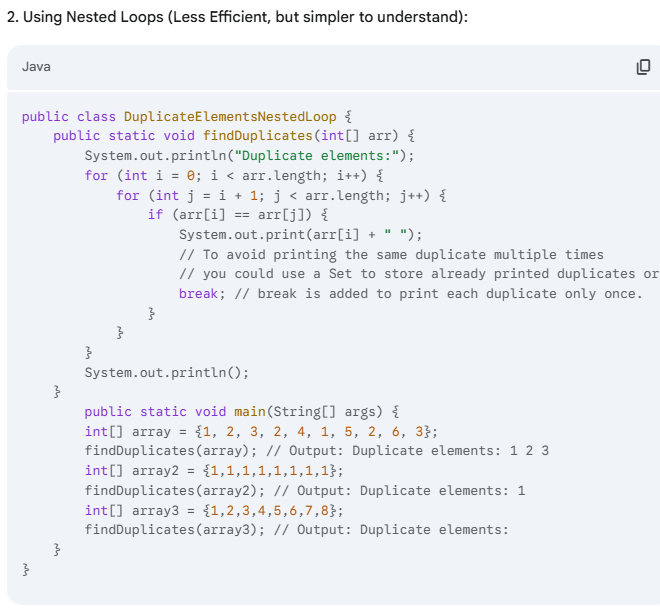 2. Using Nested Loops (Less Efficient, but simpler to understand):
Java
public class DuplicateElementsNestedLoop {
    public static void findDuplicates(int[] arr) {
        System.out.println("Duplicate elements:");
        for (int i = 0; i < arr.length; i++) {
            for (int j = i + 1; j < arr.length; j++) {
                if (arr[i] == arr[j]) {
                    System.out.print(arr[i] + " ");
                    // To avoid printing the same duplicate multiple times
                    // you could use a Set to store already printed duplicates or
                    break; // break is added to print each duplicate only once.
                }
            }
        }
        System.out.println();
    }
        public static void main(String[] args) {
        int[] array = {1, 2, 3, 2, 4, 1, 5, 2, 6, 3};
        findDuplicates(array); // Output: Duplicate elements: 1 2 3
        int[] array2 = {1,1,1,1,1,1,1,1};
        findDuplicates(array2); // Output: Duplicate elements: 1
        int[] array3 = {1,2,3,4,5,6,7,8};
        findDuplicates(array3); // Output: Duplicate elements:
    }
}